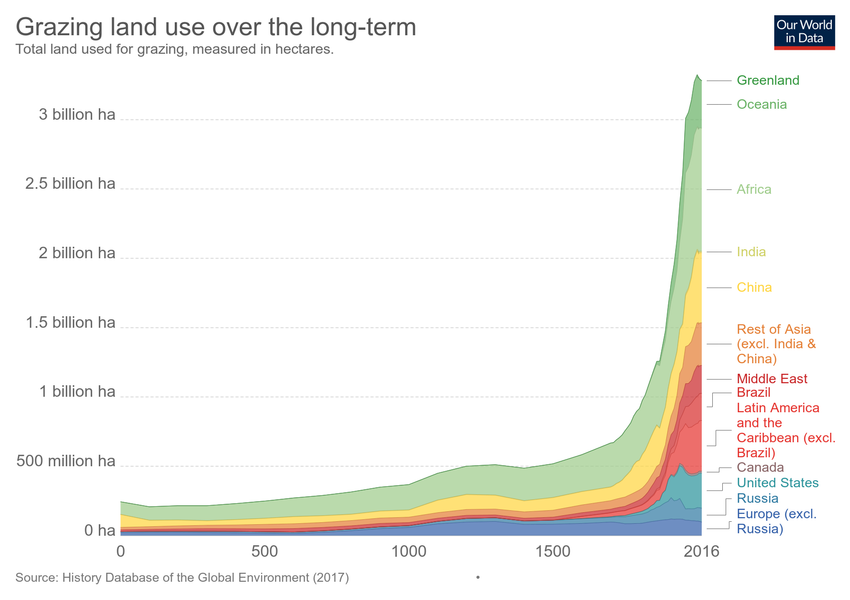 Grazing land use over the long-term
Total land used for grazing, measured in hectares.
Our World
in Data
3 billion ha
2.5 billion ha
2 billion ha
1.5 billion ha
1 billion ha
500 million ha
0 ha
0
500
1000
1500
2016
Greenland
Oceania
Africa
India
China
Rest of Asia
(excl. India &
China)
Middle East
Brazil
Latin America
and the
Caribbean (excl.
Brazil)
Canada
United States
Russia
Europe (excl.
Russia)
Source: History Database of the Global Environment (2017)
•